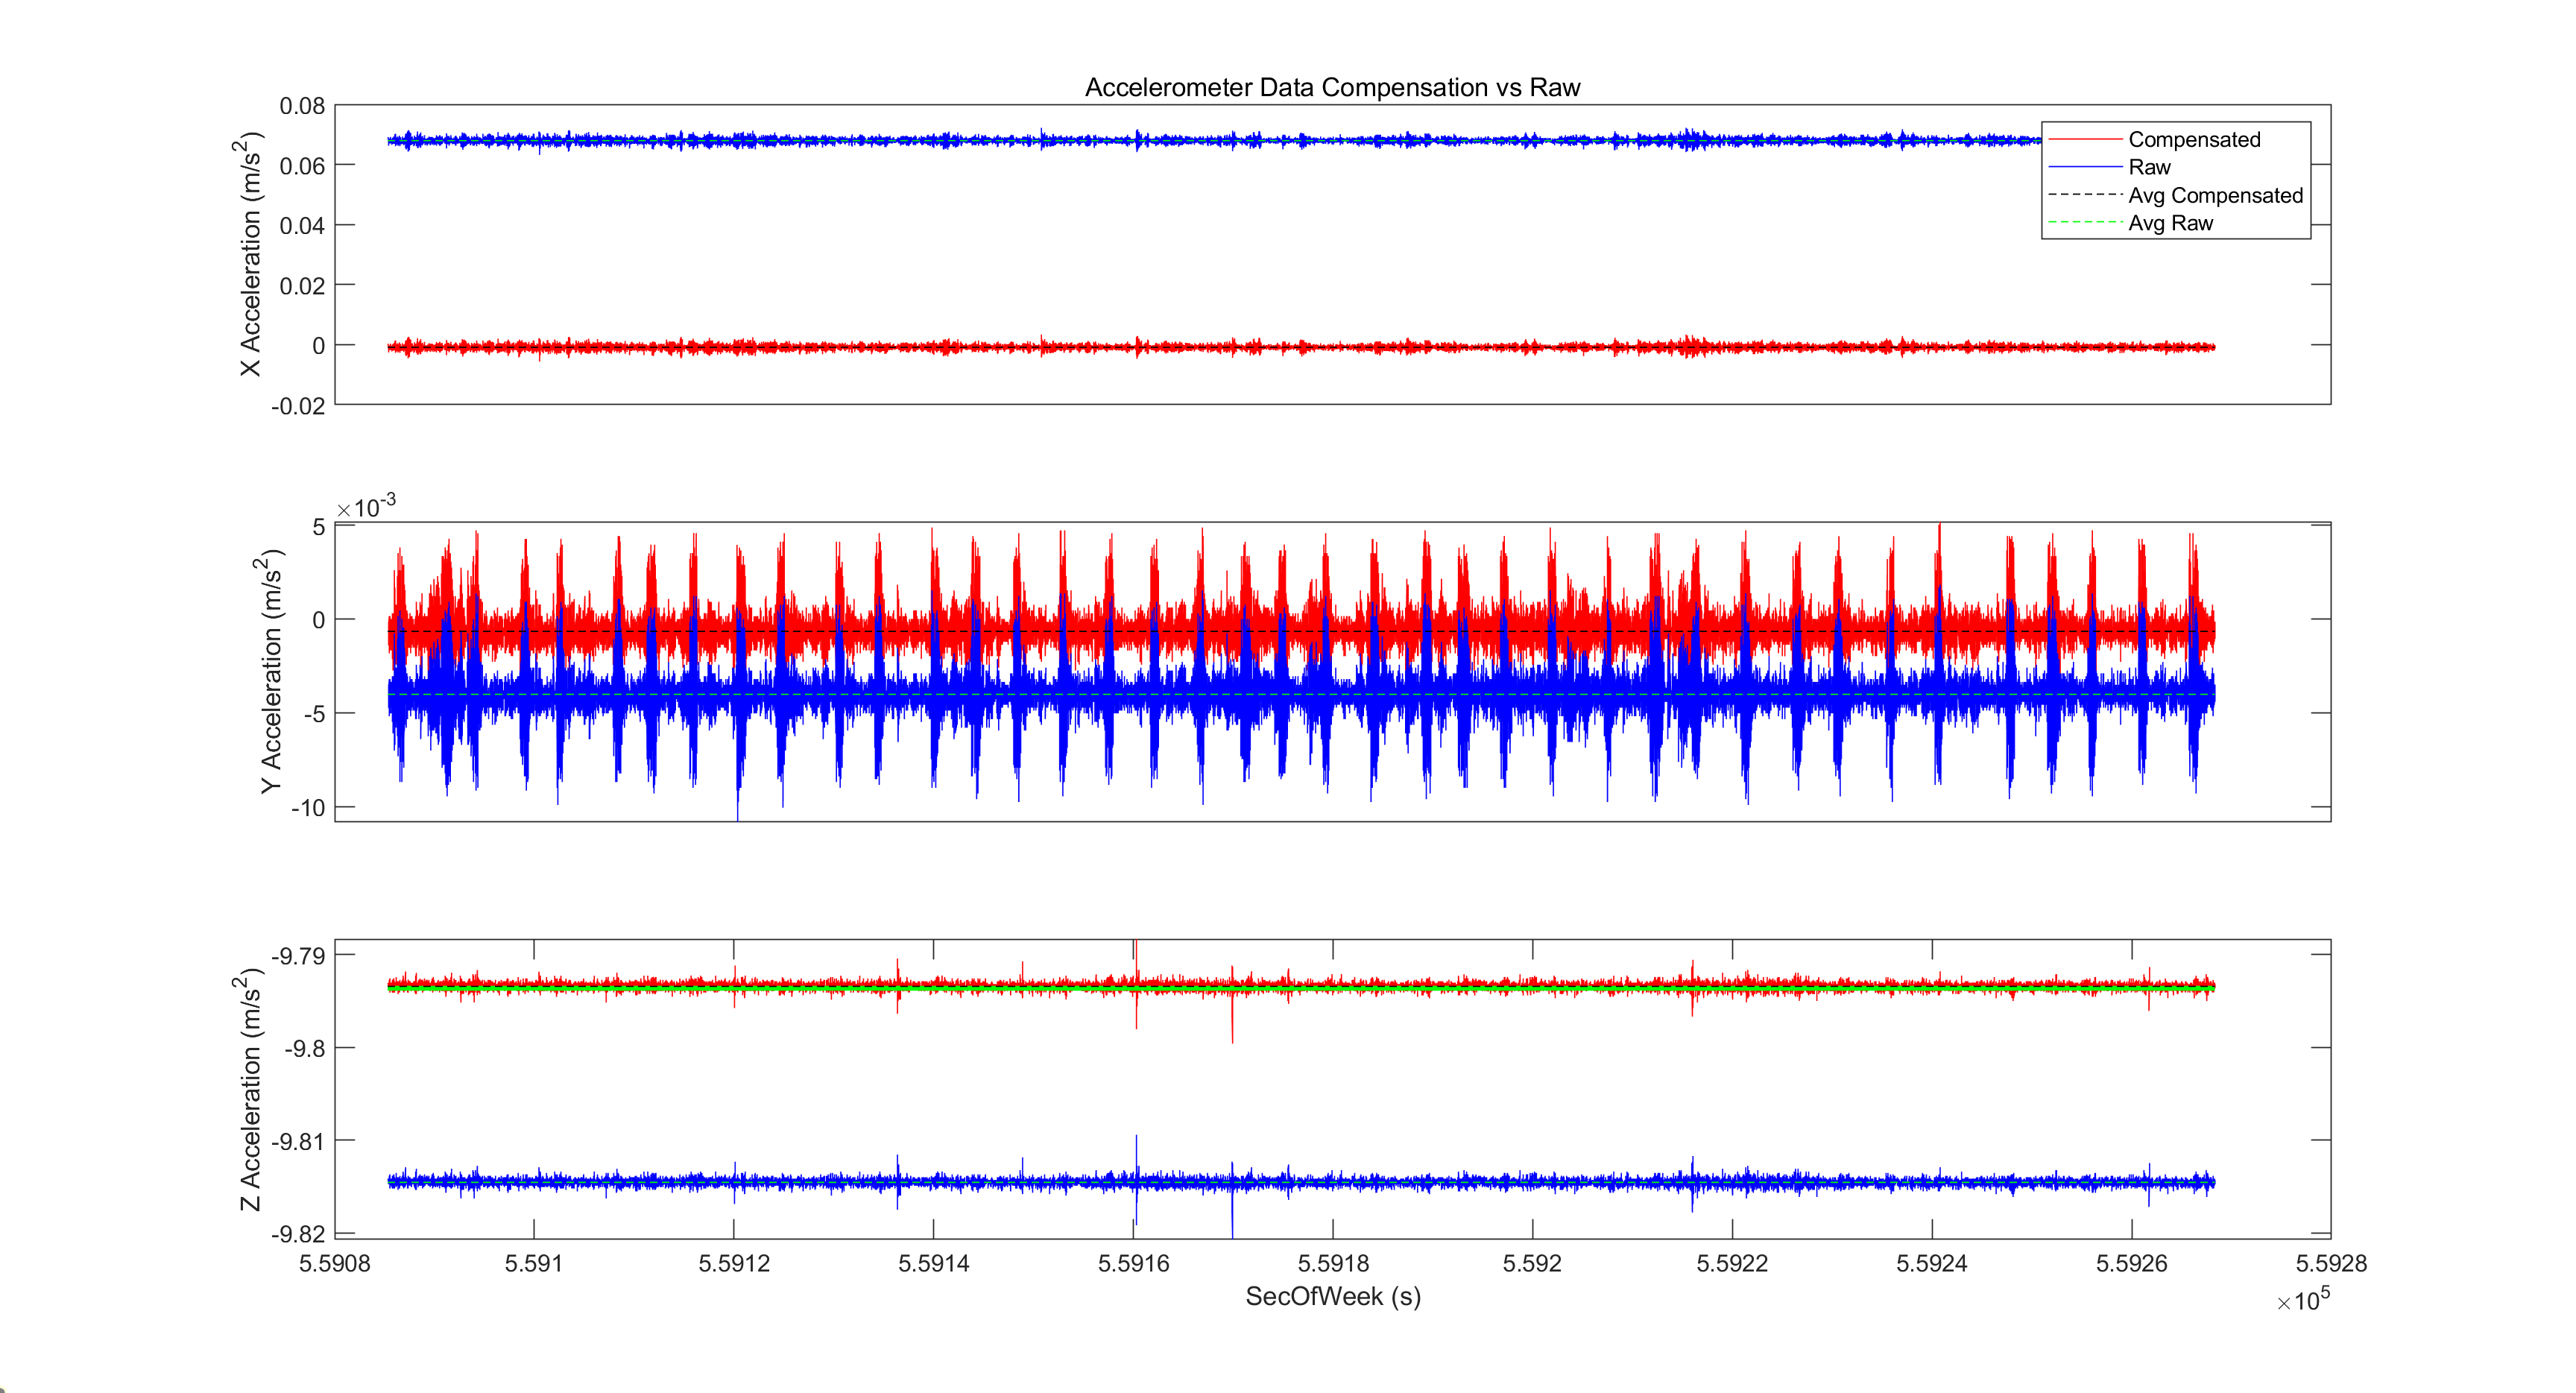 Accelerometer Data Compensation vs Raw
0.08
0.06
0.04
0.02
0
-0.02
X Acceleration (m/s²)
Compensated
Raw
Avg Compensated
Avg Raw
×10⁻³
5
0
-5
-10
Y Acceleration (m/s²)
-9.79
-9.8
-9.81
-9.82
Z Acceleration (m/s²)
5.5908 5.591 5.5912 5.5914 5.5916 5.5918 5.592 5.5922 5.5924 5.5926 5.5928
SecOfWeek (s)
×10⁵